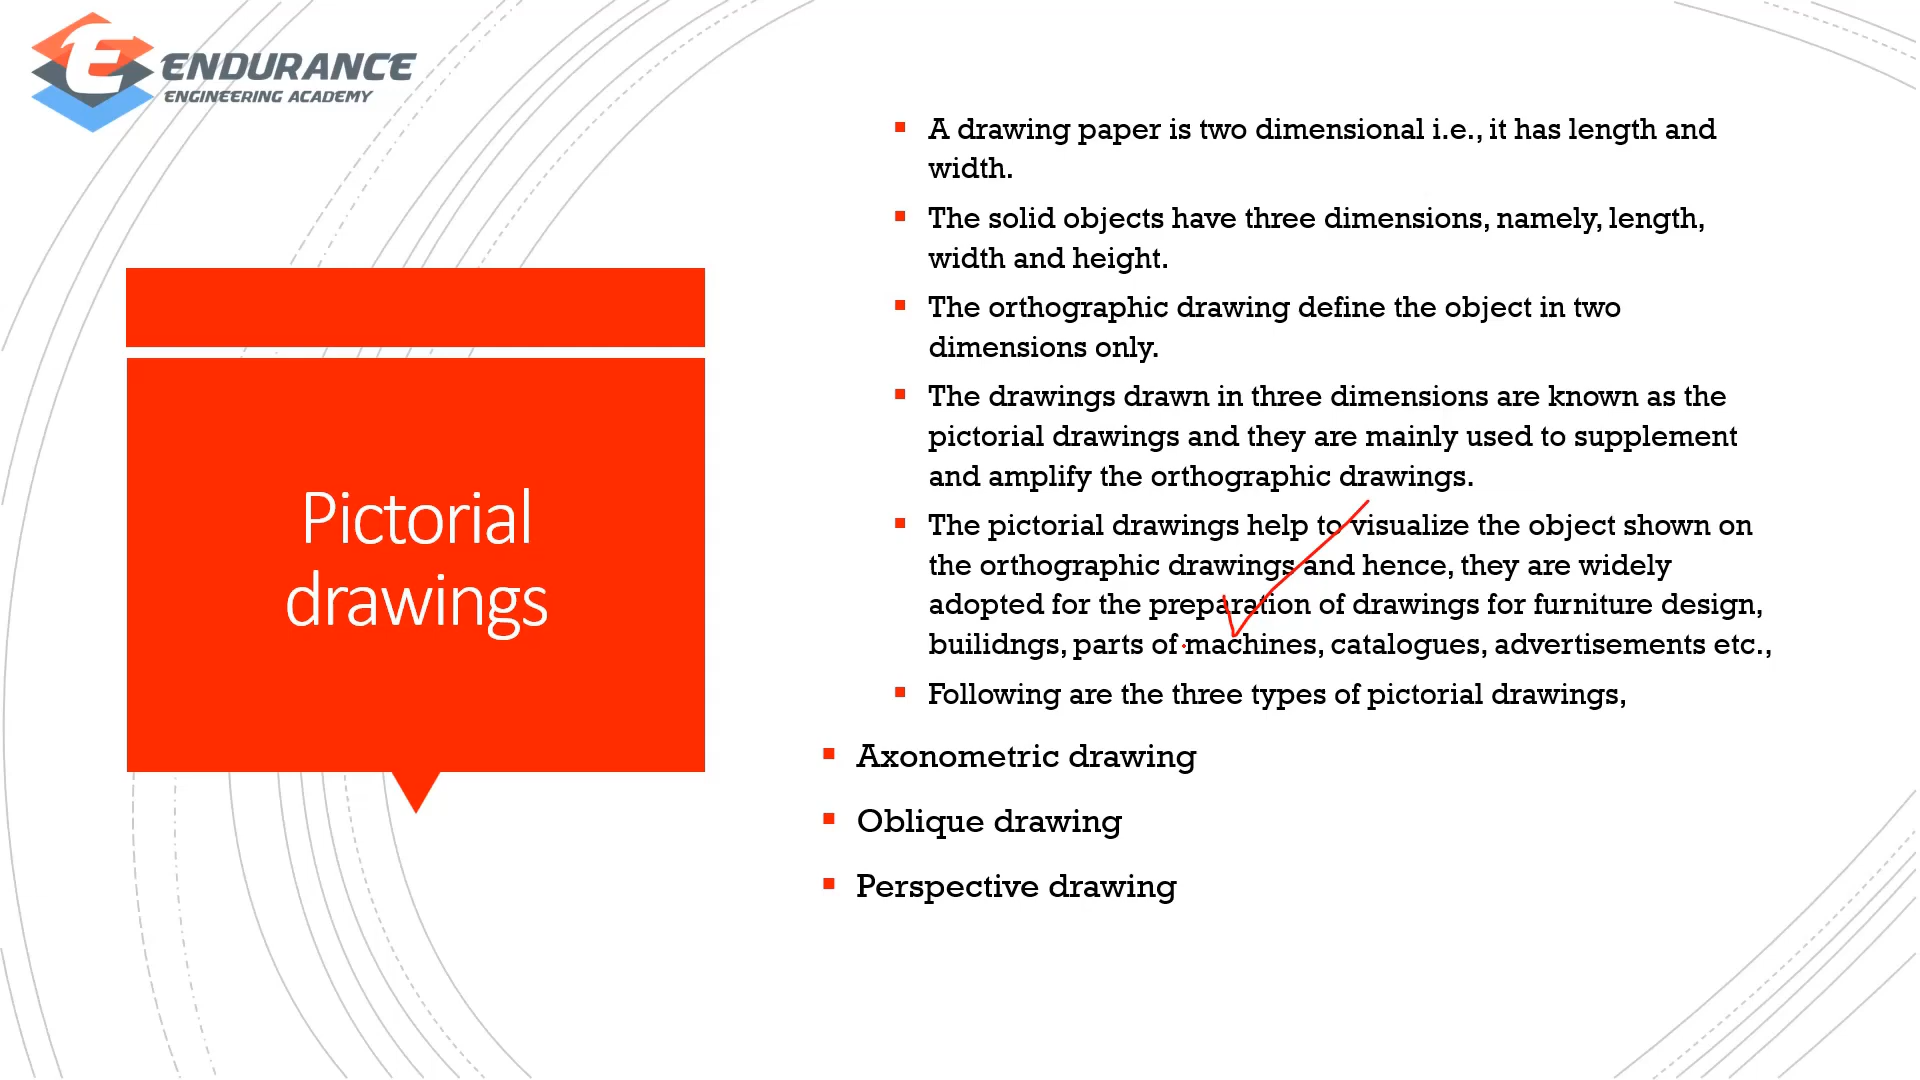 ENDURANCE
ENGINEERING ACADEMY
Pictorial
drawings
A drawing paper is two dimensional i.e., it has length and
width.
The solid objects have three dimensions, namely, length,
width and height.
The orthographic drawing define the object in two
dimensions only.
The drawings drawn in three dimensions are known as the
pictorial drawings and they are mainly used to supplement
and amplify the orthographic drawings.
The pictorial drawings help to visualize the object shown on
the orthographic drawings and hence, they are widely
adopted for the preparation of drawings for furniture design,
builidngs, parts of machines, catalogues, advertisements etc.,
Following are the three types of pictorial drawings,
Axonometric drawing
Oblique drawing
Perspective drawing